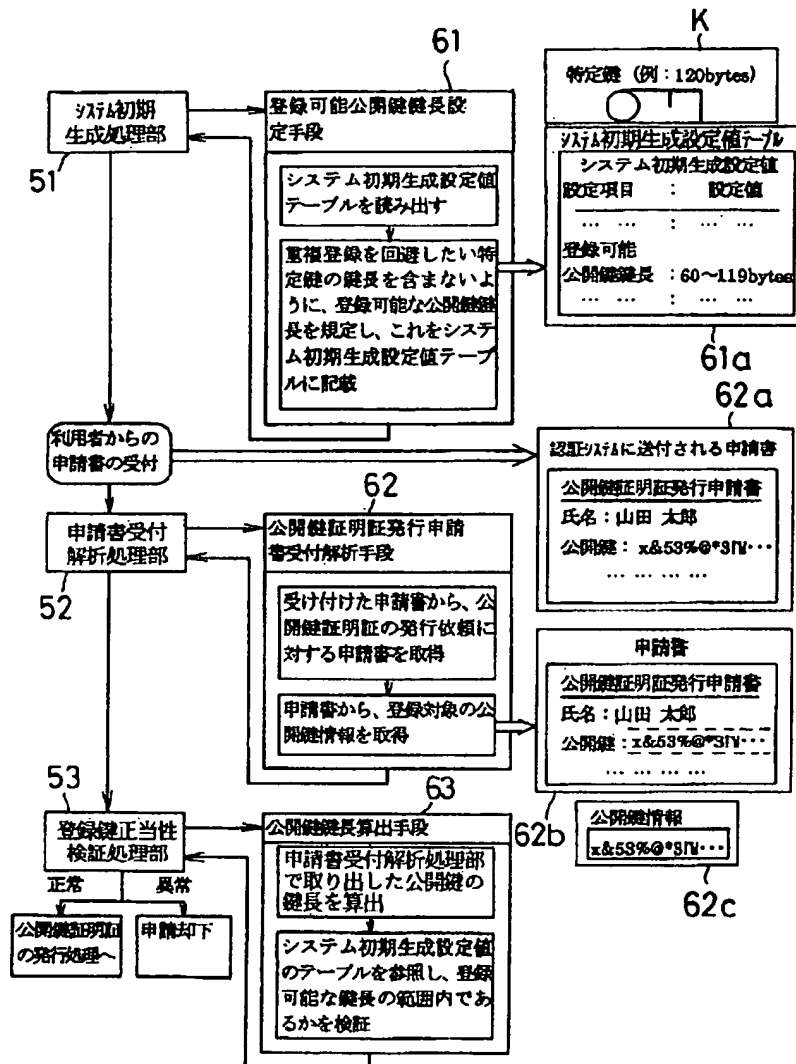 K
特定鍵 (例：120bytes)
61
システム初期
生成処理部
51
登録可能公開鍵鍵長設
定手段
システム初期生成設定値
テーブルを読み出す
重複登録を回避したい特
定鍵の鍵長を含まないよ
うに、登録可能な公開鍵鍵
長を規定し、これをシステ
ム初期生成設定値テーブ
ルに記載
システム初期生成設定値テーブル
システム初期生成設定値
設定項目 ： 設定値
… … ： … …
登録可能
公開鍵鍵長 ：60～119bytes
… … ： … …
61a
利用者からの
申請書の受付
62a
認証システムに送付される申請書
公開鍵証明証発行申請書
氏名：山田 太郎
公開鍵：x&53%@*3ſW・・・
… … … …
申請書受付
解析処理部
52
62
公開鍵証明証発行申請
書受付解析手段
受け付けた申請書から、公
開鍵証明証の発行依頼に
対する申請書を取得
申請書から、登録対象の公
開鍵情報を取得
申請書
公開鍵証明証発行申請書
氏名：山田 太郎
公開鍵：x&53%@*3ſW・・・
… … … …
62b
公開鍵情報
x&53%@*3ſW・・・
62c
53
登録鍵正当性
検証処理部
正常 異常
公開鍵証明証
の発行処理へ
申請却下
63
公開鍵鍵長算出手段
申請書受付解析処理部
で取り出した公開鍵の
鍵長を算出
システム初期生成設定値
のテーブルを参照し、登録
可能な鍵長の範囲内であ
るかを検証